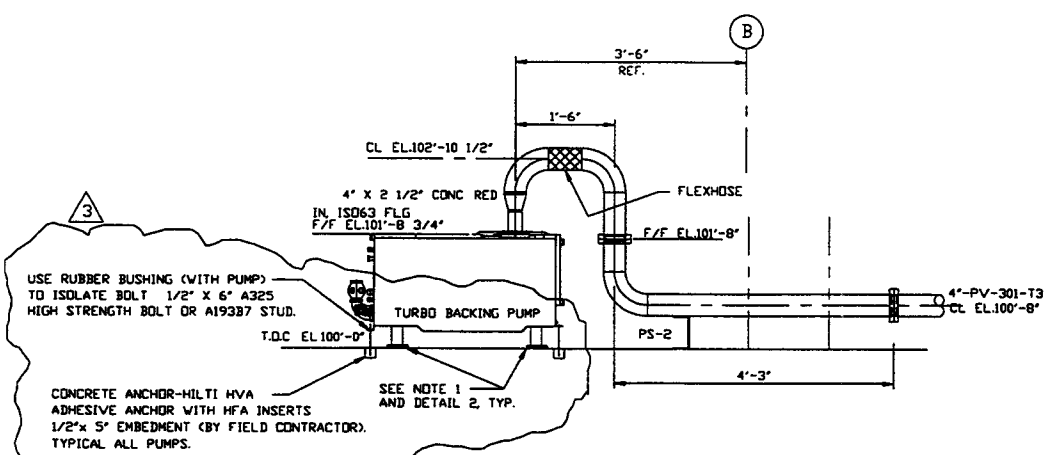 B
3'-6"
REF.
1'-6"
CL EL.102'-10 1/2"
4" X 2 1/2" CONC RED
FLEXHOSE
3
IN, ISO63 FLG
F/F EL.101'-8 3/4"
F/F EL.101'-8"
USE RUBBER BUSHING (WITH PUMP)
TO ISOLATE BOLT 1/2" X 6" A325
HIGH STRENGTH BOLT OR A193B7 STUD.
TURBO BACKING PUMP
4"-PV-301-T3
CL EL.100'-8"
T.O.C EL.100'-0"
PS-2
4'-3"
CONCRETE ANCHOR-HILTI HVA
ADHESIVE ANCHOR WITH HFA INSERTS
1/2"x 5" EMBEDMENT (BY FIELD CONTRACTOR).
TYPICAL ALL PUMPS.
SEE NOTE 1
AND DETAIL 2, TYP.